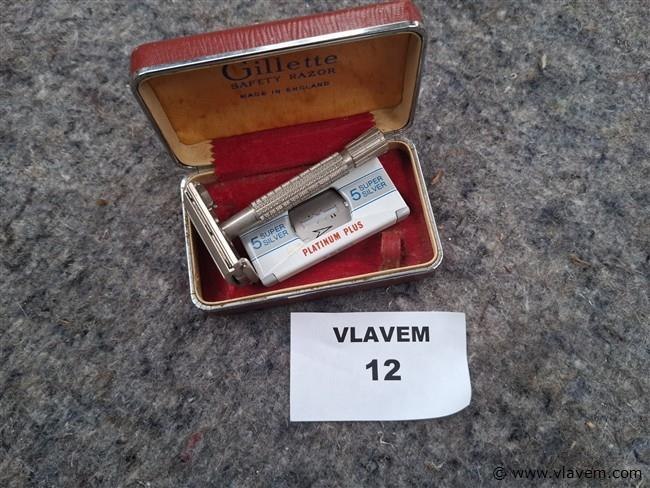 Gillette
SAFETY RAZOR
MADE IN ENGLAND
5 SUPER
SILVER
5 SUPER
SILVER
PLATINUM PLUS
VLAVEM
12
© www.vlavem.com